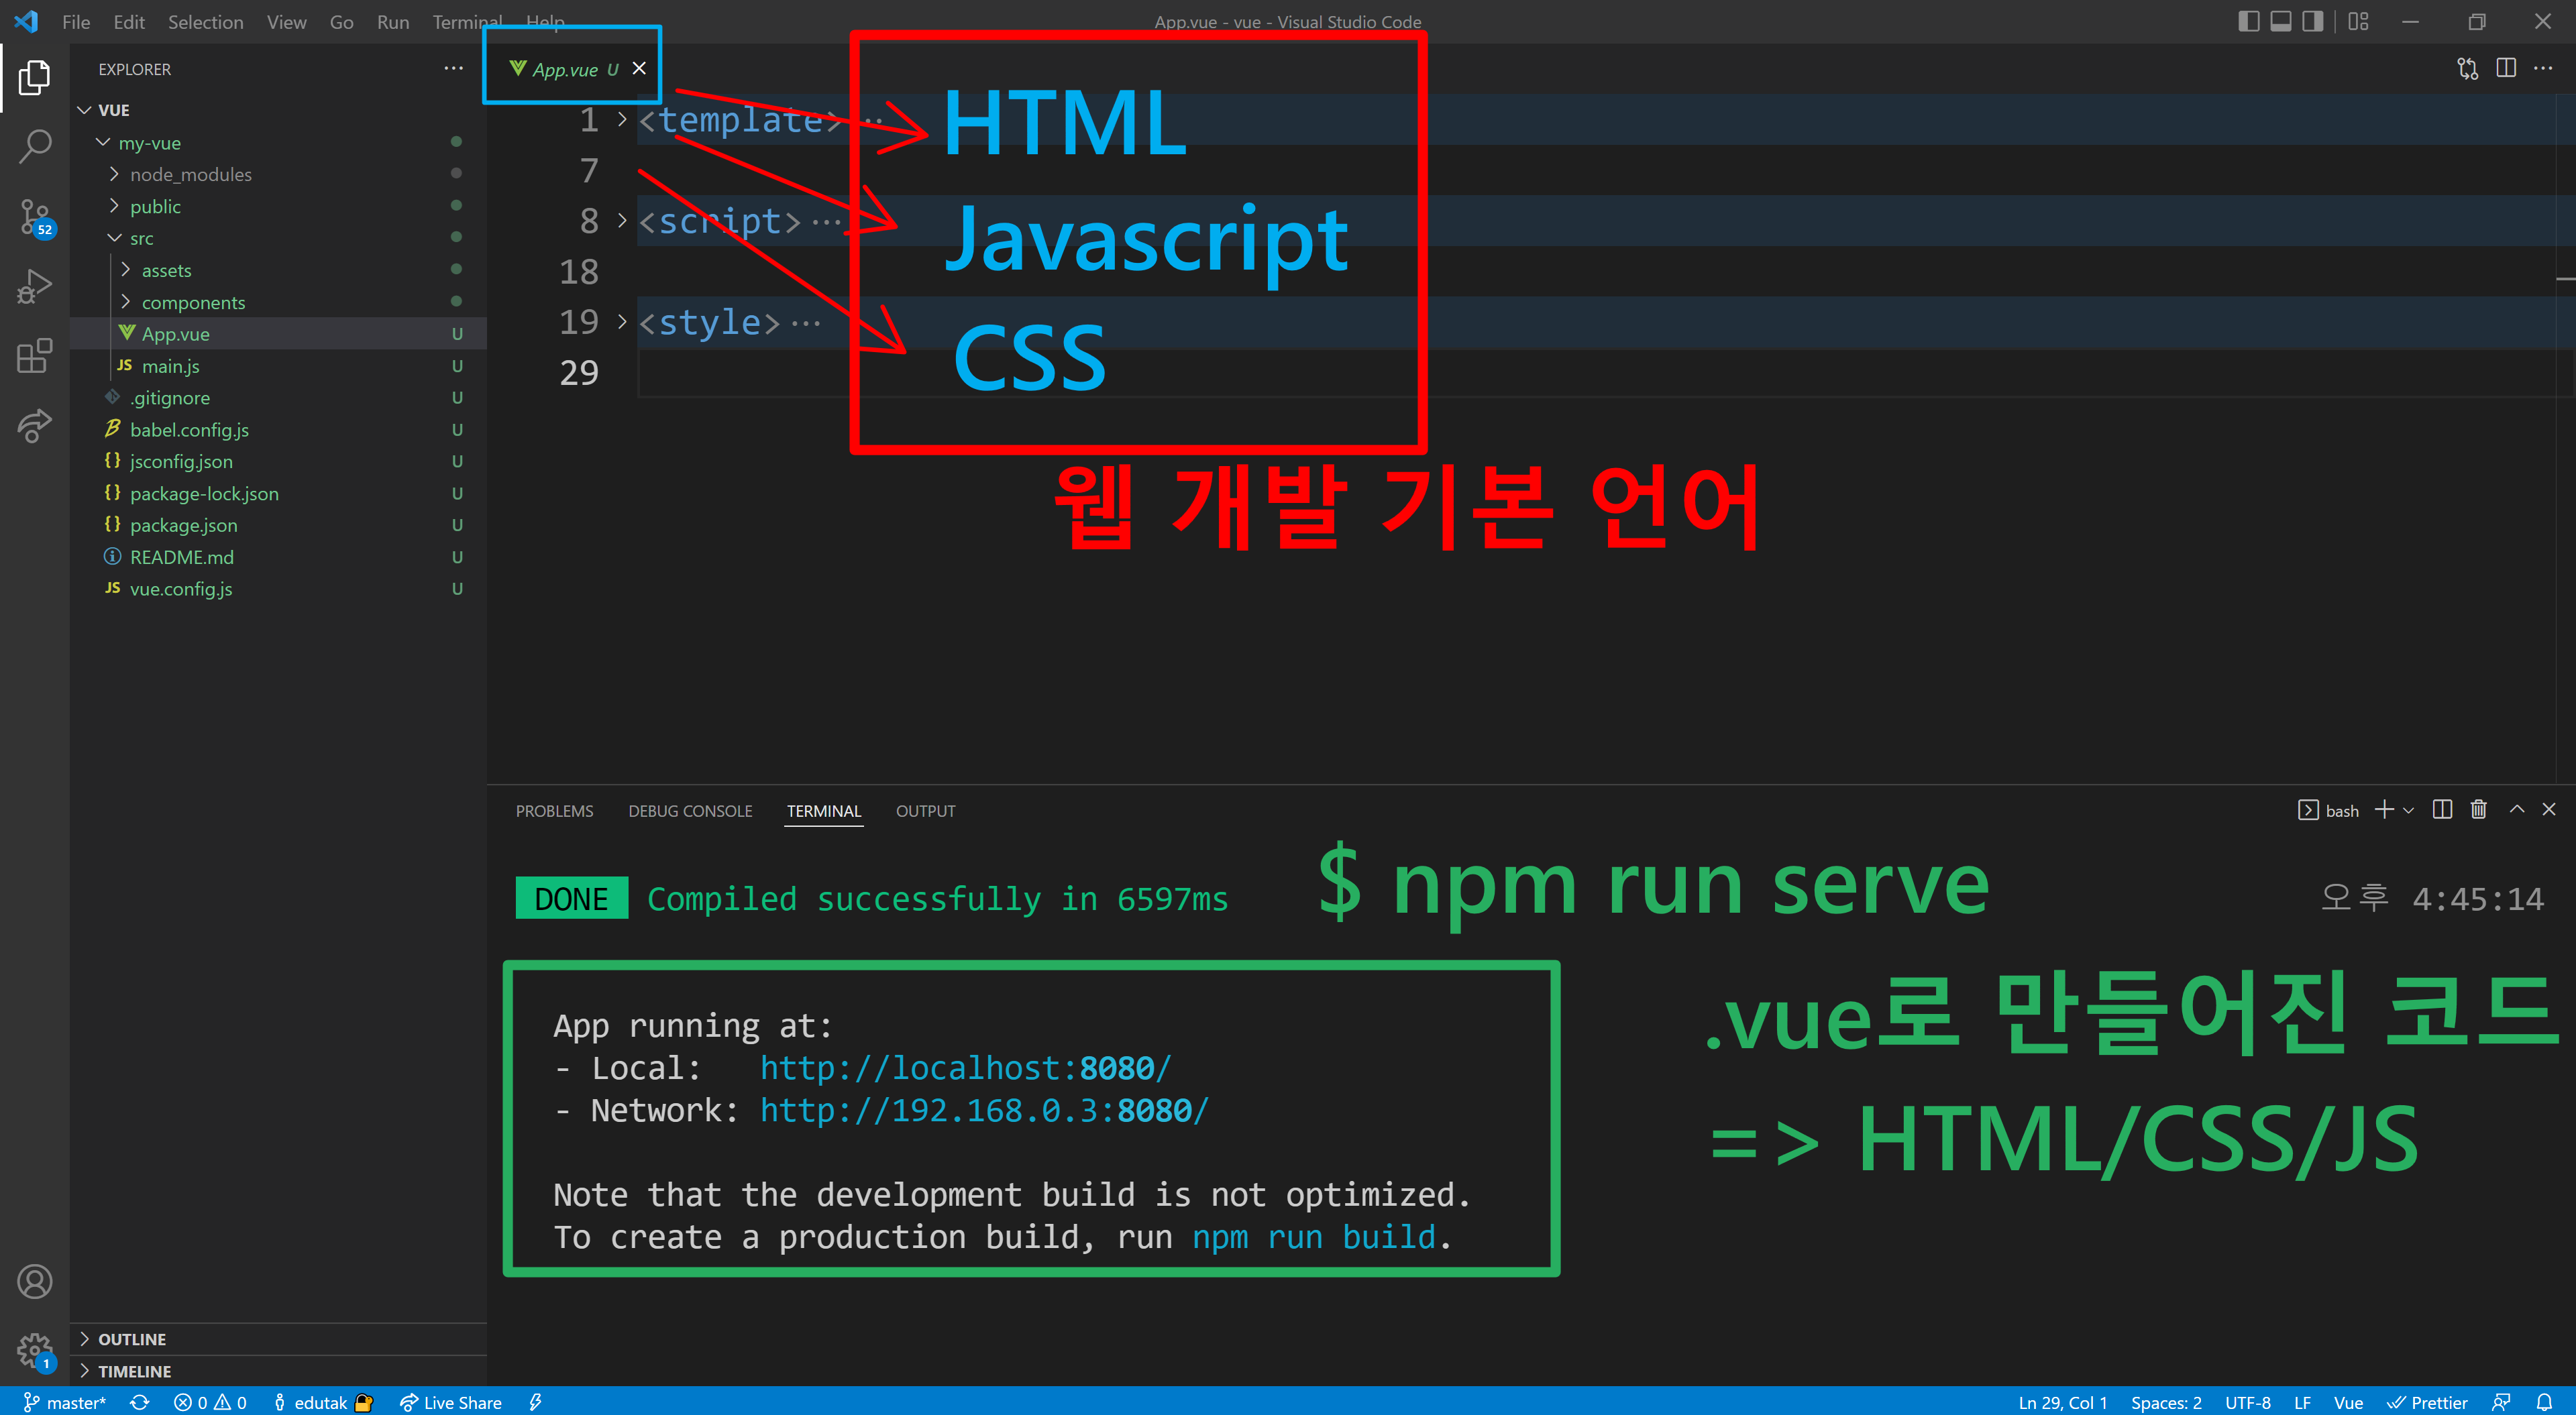 File Edit Selection View Go Run Terminal Help
App.vue - vue - Visual Studio Code
EXPLORER
VUE
my-vue
node_modules
public
src
assets
components
App.vue U
main.js U
.gitignore U
babel.config.js U
jsconfig.json U
package-lock.json U
package.json U
README.md U
vue.config.js U
52
OUTLINE
TIMELINE
1
App.vue U
1 <template> HTML
7
8 <script> ··· Javascript
18
19 <style> ··· CSS
29
웹 개발 기본 언어
PROBLEMS DEBUG CONSOLE TERMINAL OUTPUT
bash
DONE Compiled successfully in 6597ms
$ npm run serve
오후 4:45:14
App running at:
- Local: http://localhost:8080/
- Network: http://192.168.0.3:8080/
Note that the development build is not optimized.
To create a production build, run npm run build.
.vue로 만들어진 코드
=> HTML/CSS/JS
master* 0 0 edutak Live Share
Ln 29, Col 1 Spaces: 2 UTF-8 LF Vue Prettier